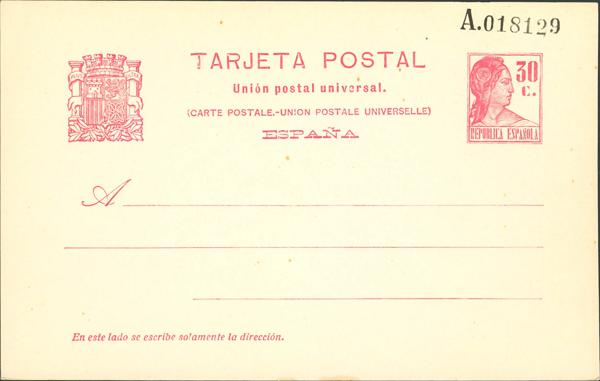 A.018129
TARJETA POSTAL
Unión postal universal.
(CARTE POSTALE.-UNION POSTALE UNIVERSELLE)
ESPAÑA
30
C.
REPUBLICA ESPAÑOLA
A
En este lado se escribe solamente la dirección.